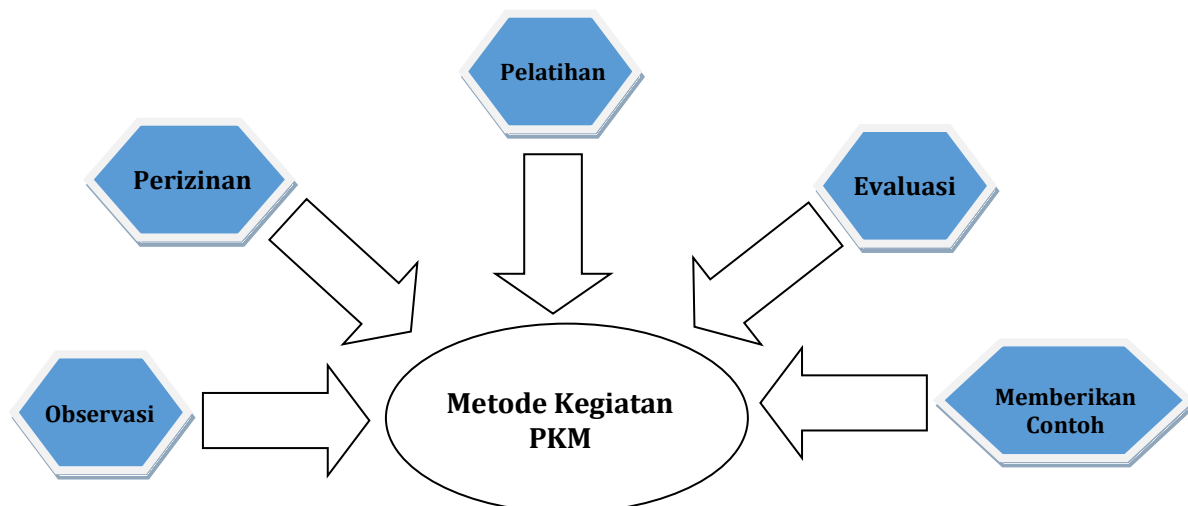 Pelatihan
Perizinan
Evaluasi
Observasi
Metode Kegiatan
PKM
Memberikan
Contoh